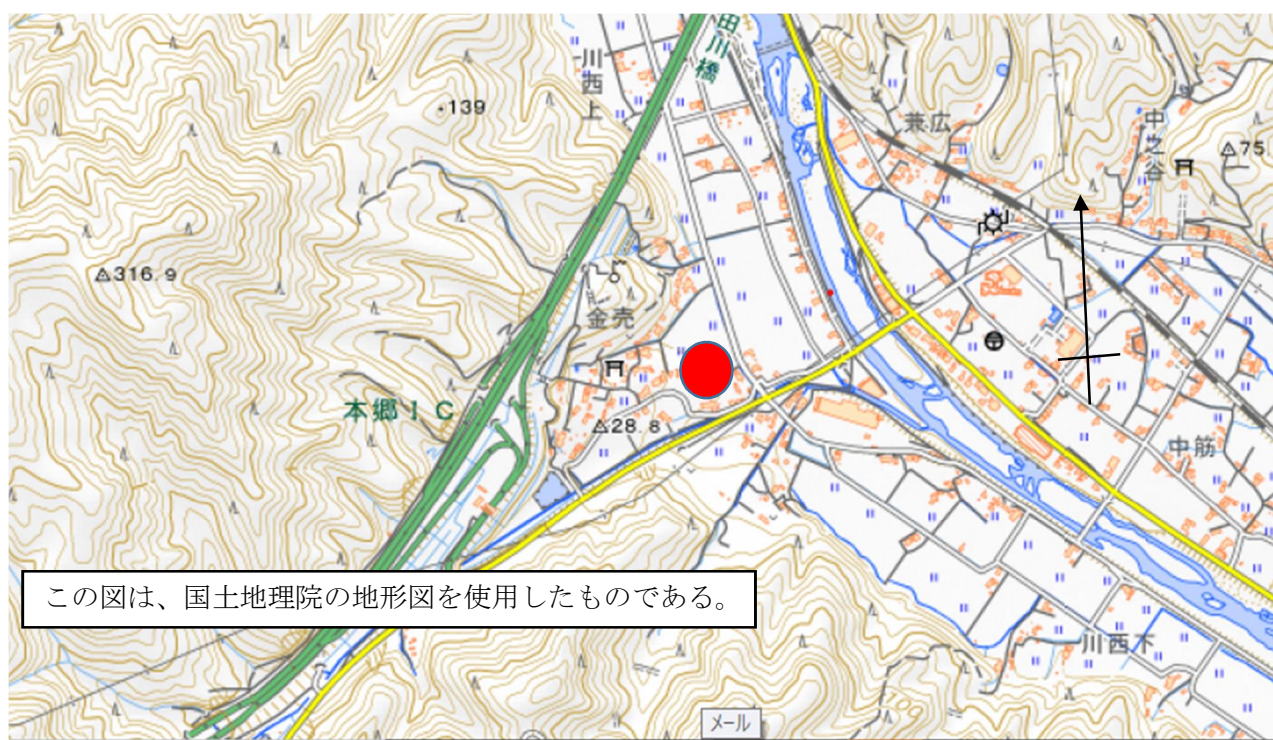 田川橋
川西上
・139
兼広
中之谷
75
316.9
金売
本郷IC
28.8
中筋
この図は、国土地理院の地形図を使用したものである。
川西下
メール